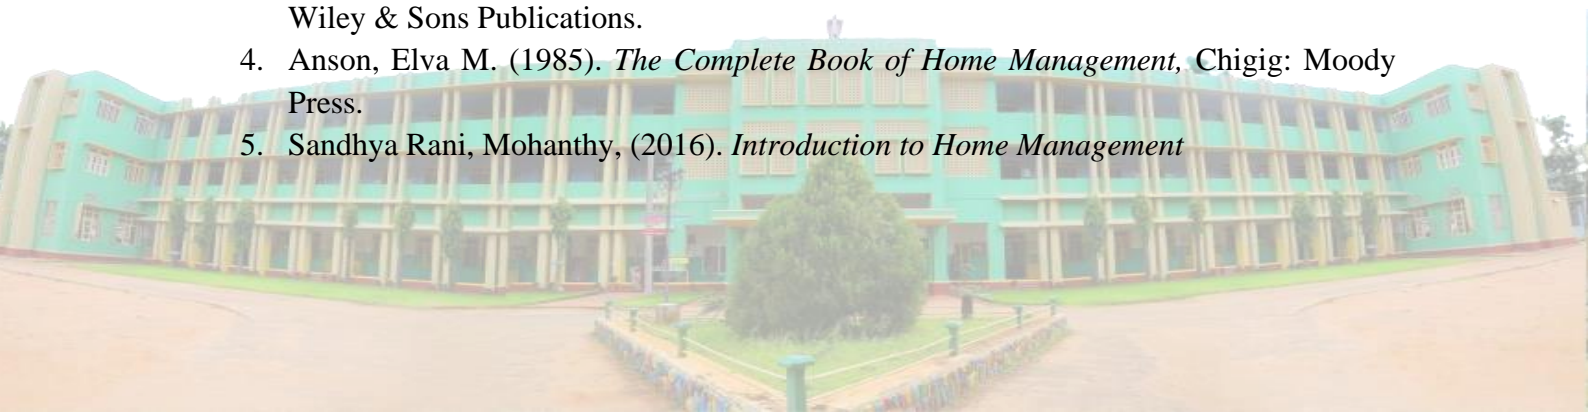 Wiley & Sons Publications.
4. Anson, Elva M. (1985). The Complete Book of Home Management, Chigig: Moody
Press.
5. Sandhya Rani, Mohanthy, (2016). Introduction to Home Management